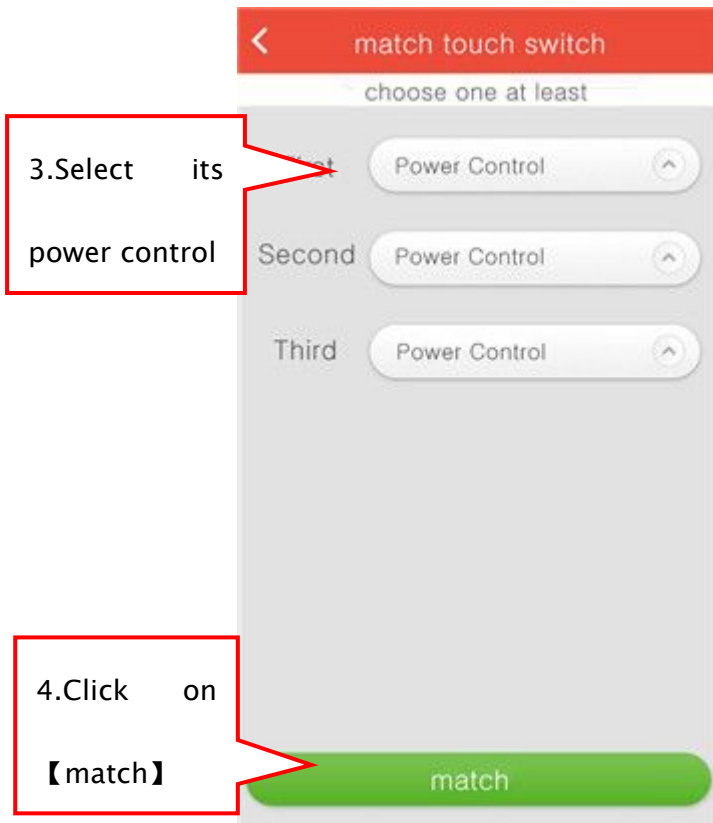 match touch switch
choose one at least
3.Select its
power control
Power Control
Second Power Control
Third Power Control
4.Click on
【match】
match